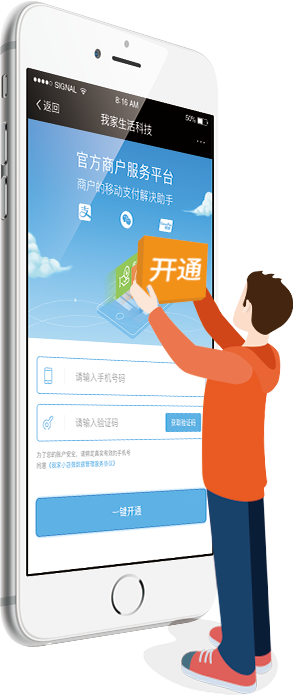 SIGNAL
8:16 AM
50%
返回
我家生活科技
官方商户服务平台
商户的移动支付解决助手
支
开通
请输入手机号码
请输入验证码
获取验证码
为了您的账户安全，请绑定真实有效的手机号
一键开通